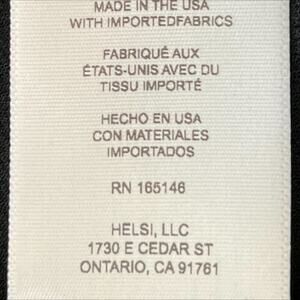 MADE IN THE USA
WITH IMPORTEDFABRICS
FABRIQUÉ AUX
ÉTATS-UNIS AVEC DU
TISSU IMPORTÉ
HECHO EN USA
CON MATERIALES
IMPORTADOS
RN 165146
HELSI, LLC
1730 E CEDAR ST
ONTARIO, CA 91761